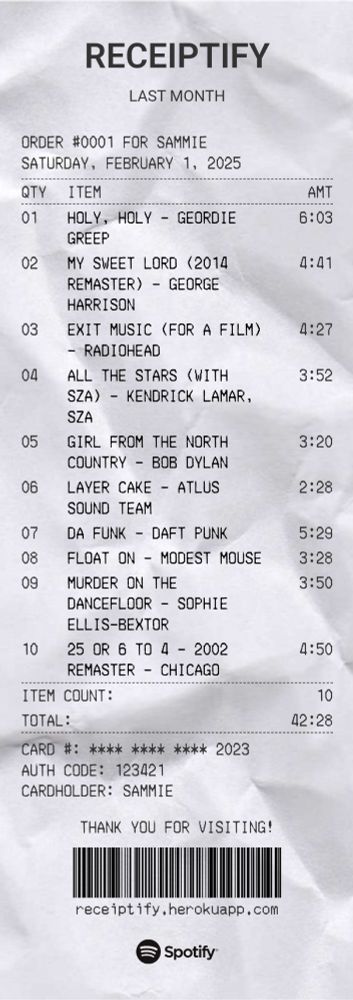 RECEIPTIFY
LAST MONTH
ORDER #0001 FOR SAMMIE
SATURDAY, FEBRUARY 1, 2025
QTY ITEM AMT
01 HOLY, HOLY - GEORDIE 6:03
GREEP
02 MY SWEET LORD (2014 4:41
REMASTER) - GEORGE
HARRISON
03 EXIT MUSIC (FOR A FILM) 4:27
- RADIOHEAD
04 ALL THE STARS (WITH 3:52
SZA) - KENDRICK LAMAR,
SZA
05 GIRL FROM THE NORTH 3:20
COUNTRY - BOB DYLAN
06 LAYER CAKE - ATLUS 2:28
SOUND TEAM
07 DA FUNK - DAFT PUNK 5:29
08 FLOAT ON - MODEST MOUSE 3:28
09 MURDER ON THE 3:50
DANCEFLOOR - SOPHIE
ELLIS-BEXTOR
10 25 OR 6 TO 4 - 2002 4:50
REMASTER - CHICAGO
ITEM COUNT: 10
TOTAL: 42:28
CARD #: **** **** **** 2023
AUTH CODE: 123421
CARDHOLDER: SAMMIE
THANK YOU FOR VISITING!
receiptify.herokuapp.com
Spotify